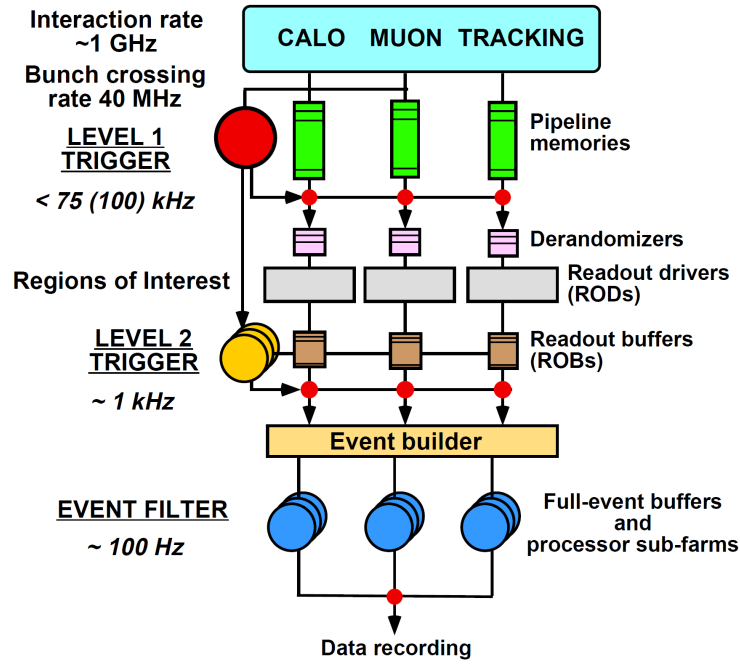 Interaction rate
~1 GHz
CALO MUON TRACKING
Bunch crossing
rate 40 MHz
LEVEL 1
TRIGGER
< 75 (100) kHz
Pipeline
memories
Derandomizers
Regions of Interest
Readout drivers
(RODs)
LEVEL 2
TRIGGER
~ 1 kHz
Readout buffers
(ROBs)
Event builder
EVENT FILTER
~ 100 Hz
Full-event buffers
and
processor sub-farms
Data recording